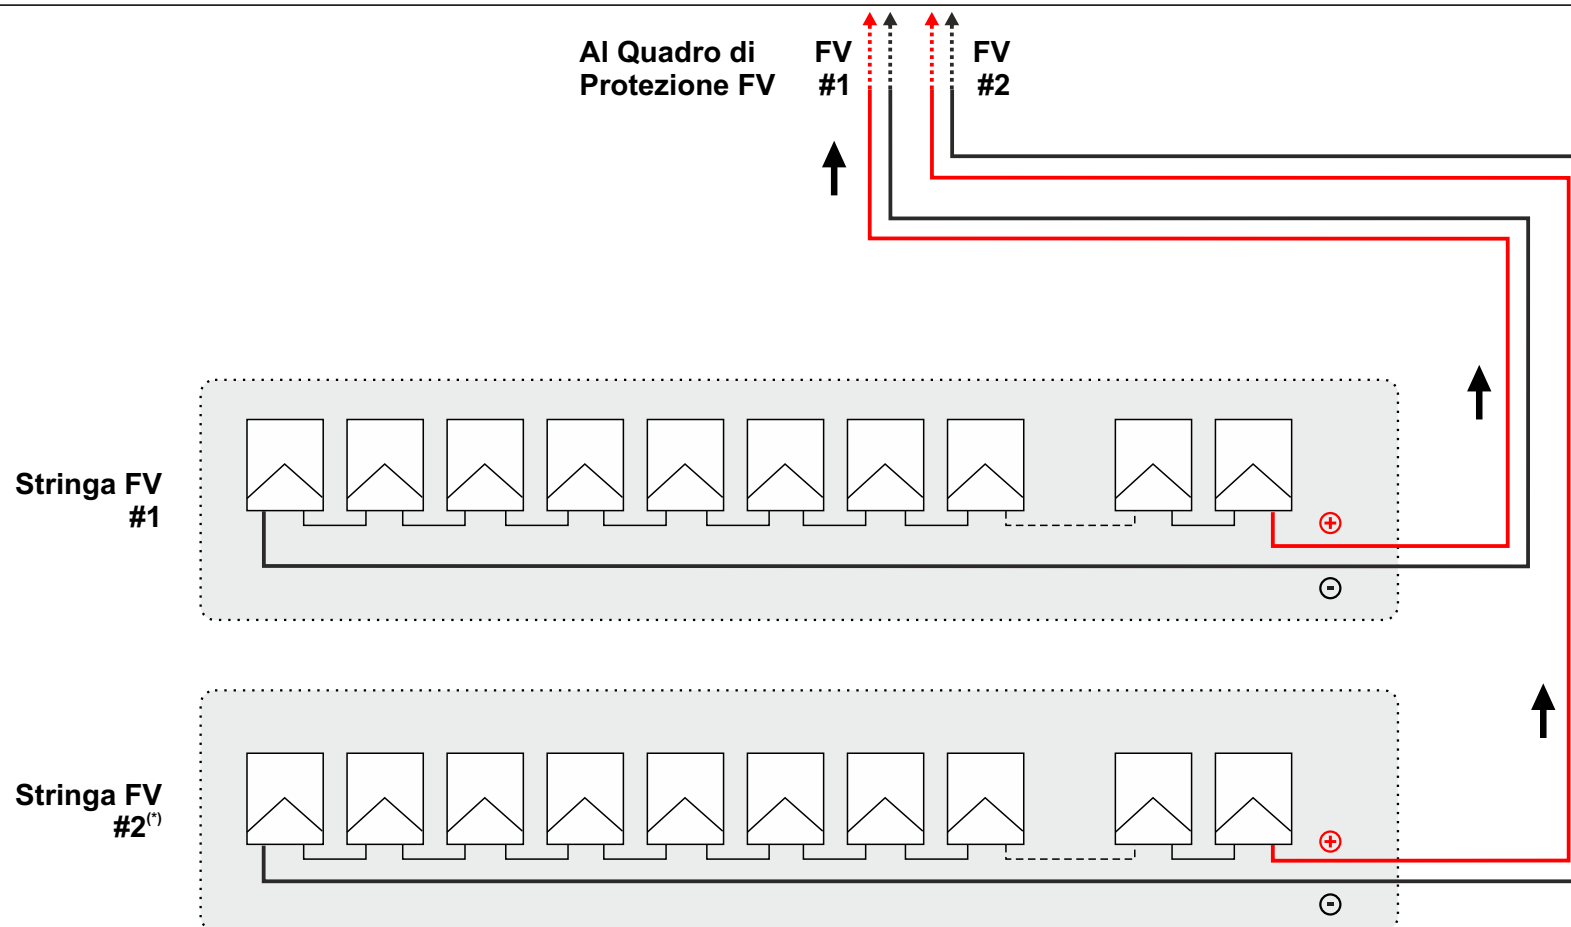 Al Quadro di
Protezione FV
FV
#1
FV
#2
Stringa FV
#1
+
-
Stringa FV
#2(*)
+
-